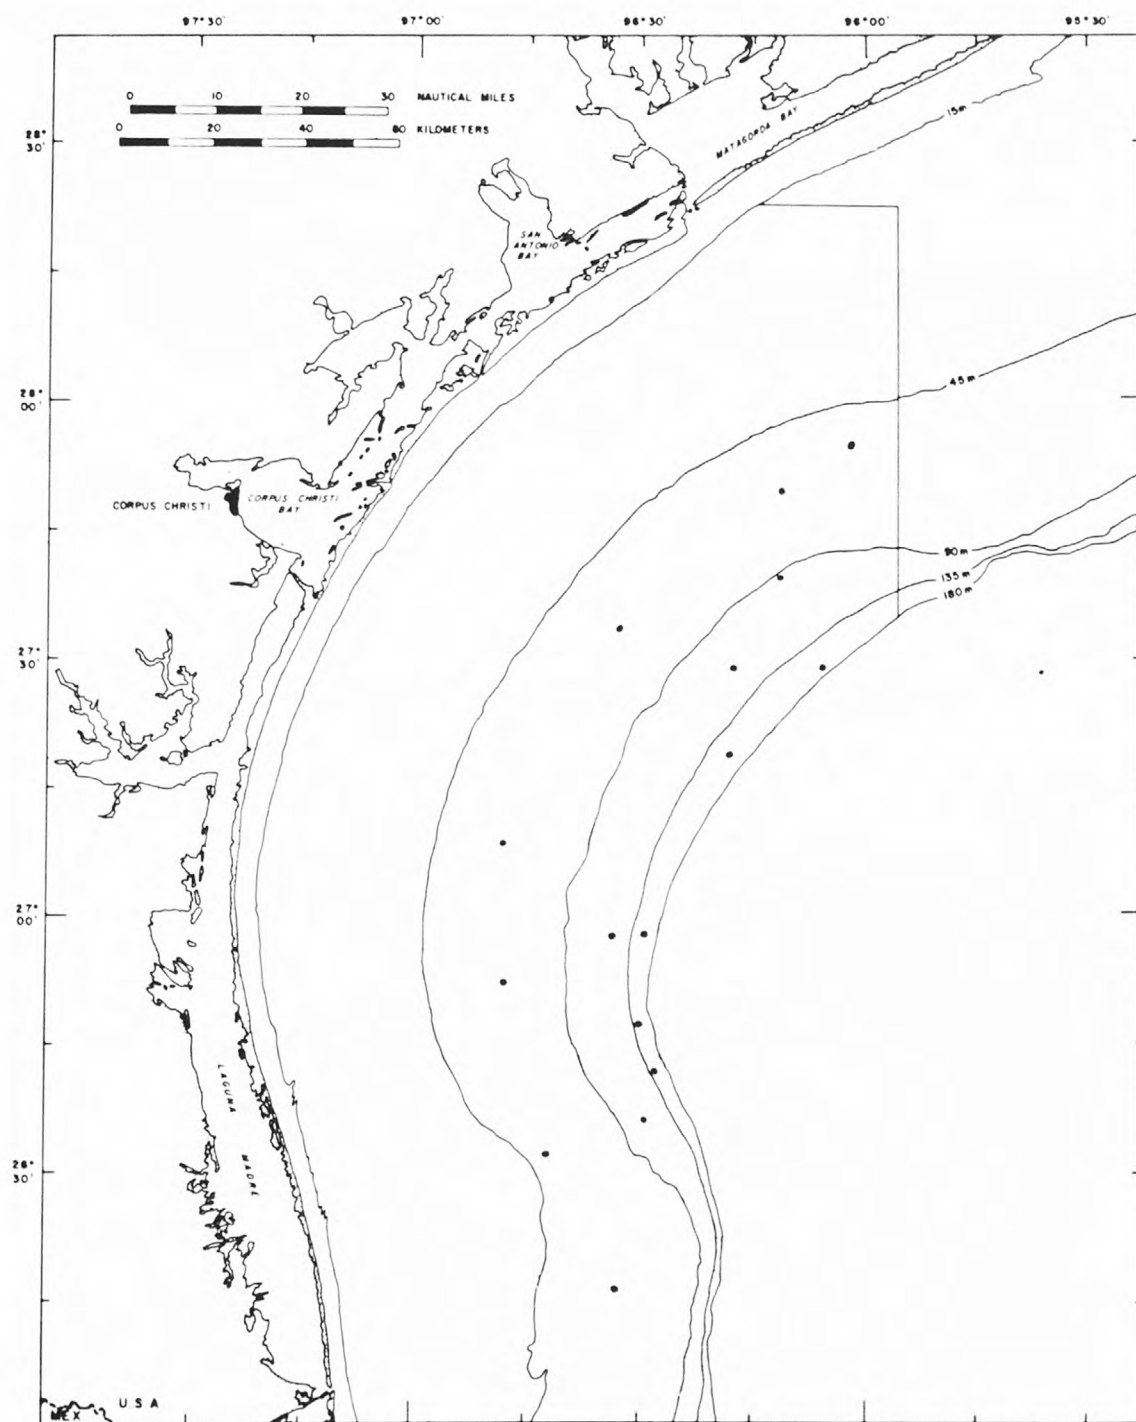 97°30' 97°00' 96°30' 96°00' 95°30'
0 10 20 30 NAUTICAL MILES
0 20 40 60 KILOMETERS
28°
30'
MATAGORDA BAY
15m
SAN
ANTONIO
BAY
45m
28°
00'
CORPUS CHRISTI
CORPUS CHRISTI
BAY
90m
135m
180m
27°
30'
27°
00'
LAGUNA
MADRE
26°
30'
USA
MEX